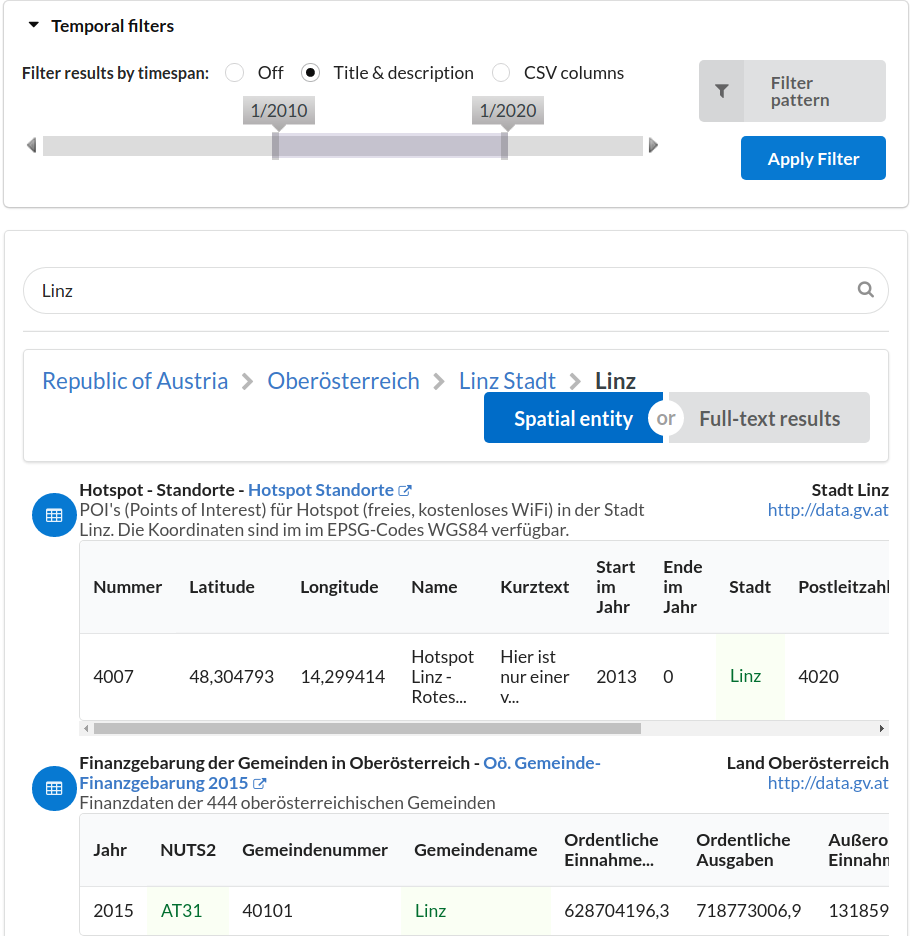 Temporal filters
Filter results by timespan: Off Title & description CSV columns
Filter pattern
1/2010 1/2020
Apply Filter
Linz
Republic of Austria Oberösterreich Linz Stadt Linz
Spatial entity or Full-text results
Hotspot - Standorte - Hotspot Standorte
Stadt Linz
http://data.gv.at
POI's (Points of Interest) für Hotspot (freies, kostenloses WiFi) in der Stadt
Linz. Die Koordinaten sind im im EPSG-Codes WGS84 verfügbar.
Nummer Latitude Longitude Name Kurztext Start im Jahr Ende im Jahr Stadt Postleitzahl
4007 48,304793 14,299414 Hotspot Linz - Rotes... Hier ist nur einer v... 2013 0 Linz 4020
Finanzgebarung der Gemeinden in Oberösterreich - Oö. Gemeinde-
Finanzgebarung 2015
Land Oberösterreich
http://data.gv.at
Finanzdaten der 444 oberösterreichischen Gemeinden
Jahr NUTS2 Gemeindenummer Gemeindename Ordentliche Einnahme... Ordentliche Ausgaben Außero Einnahn
2015 AT31 40101 Linz 628704196,3 718773006,9 131859